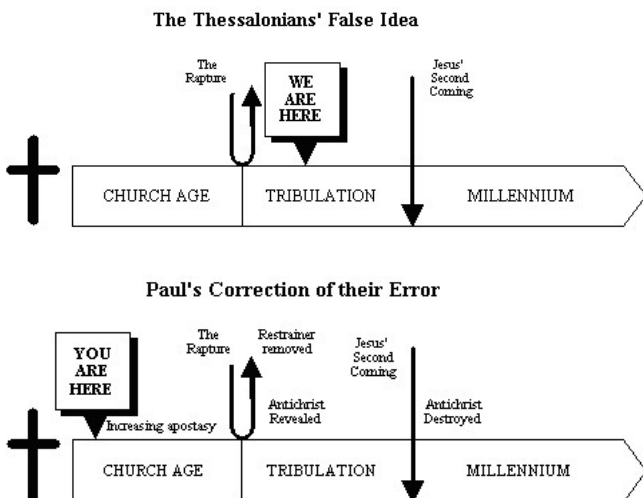 The Thessalonians' False Idea
The
Rapture
WE
ARE
HERE
Jesus'
Second
Coming
CHURCH AGE
TRIBULATION
MILLENNIUM
Paul's Correction of their Error
YOU
ARE
HERE
Increasing apostasy
The
Rapture
Restrainer
removed
Antichrist
Revealed
Jesus'
Second
Coming
Antichrist
Destroyed
CHURCH AGE
TRIBULATION
MILLENNIUM